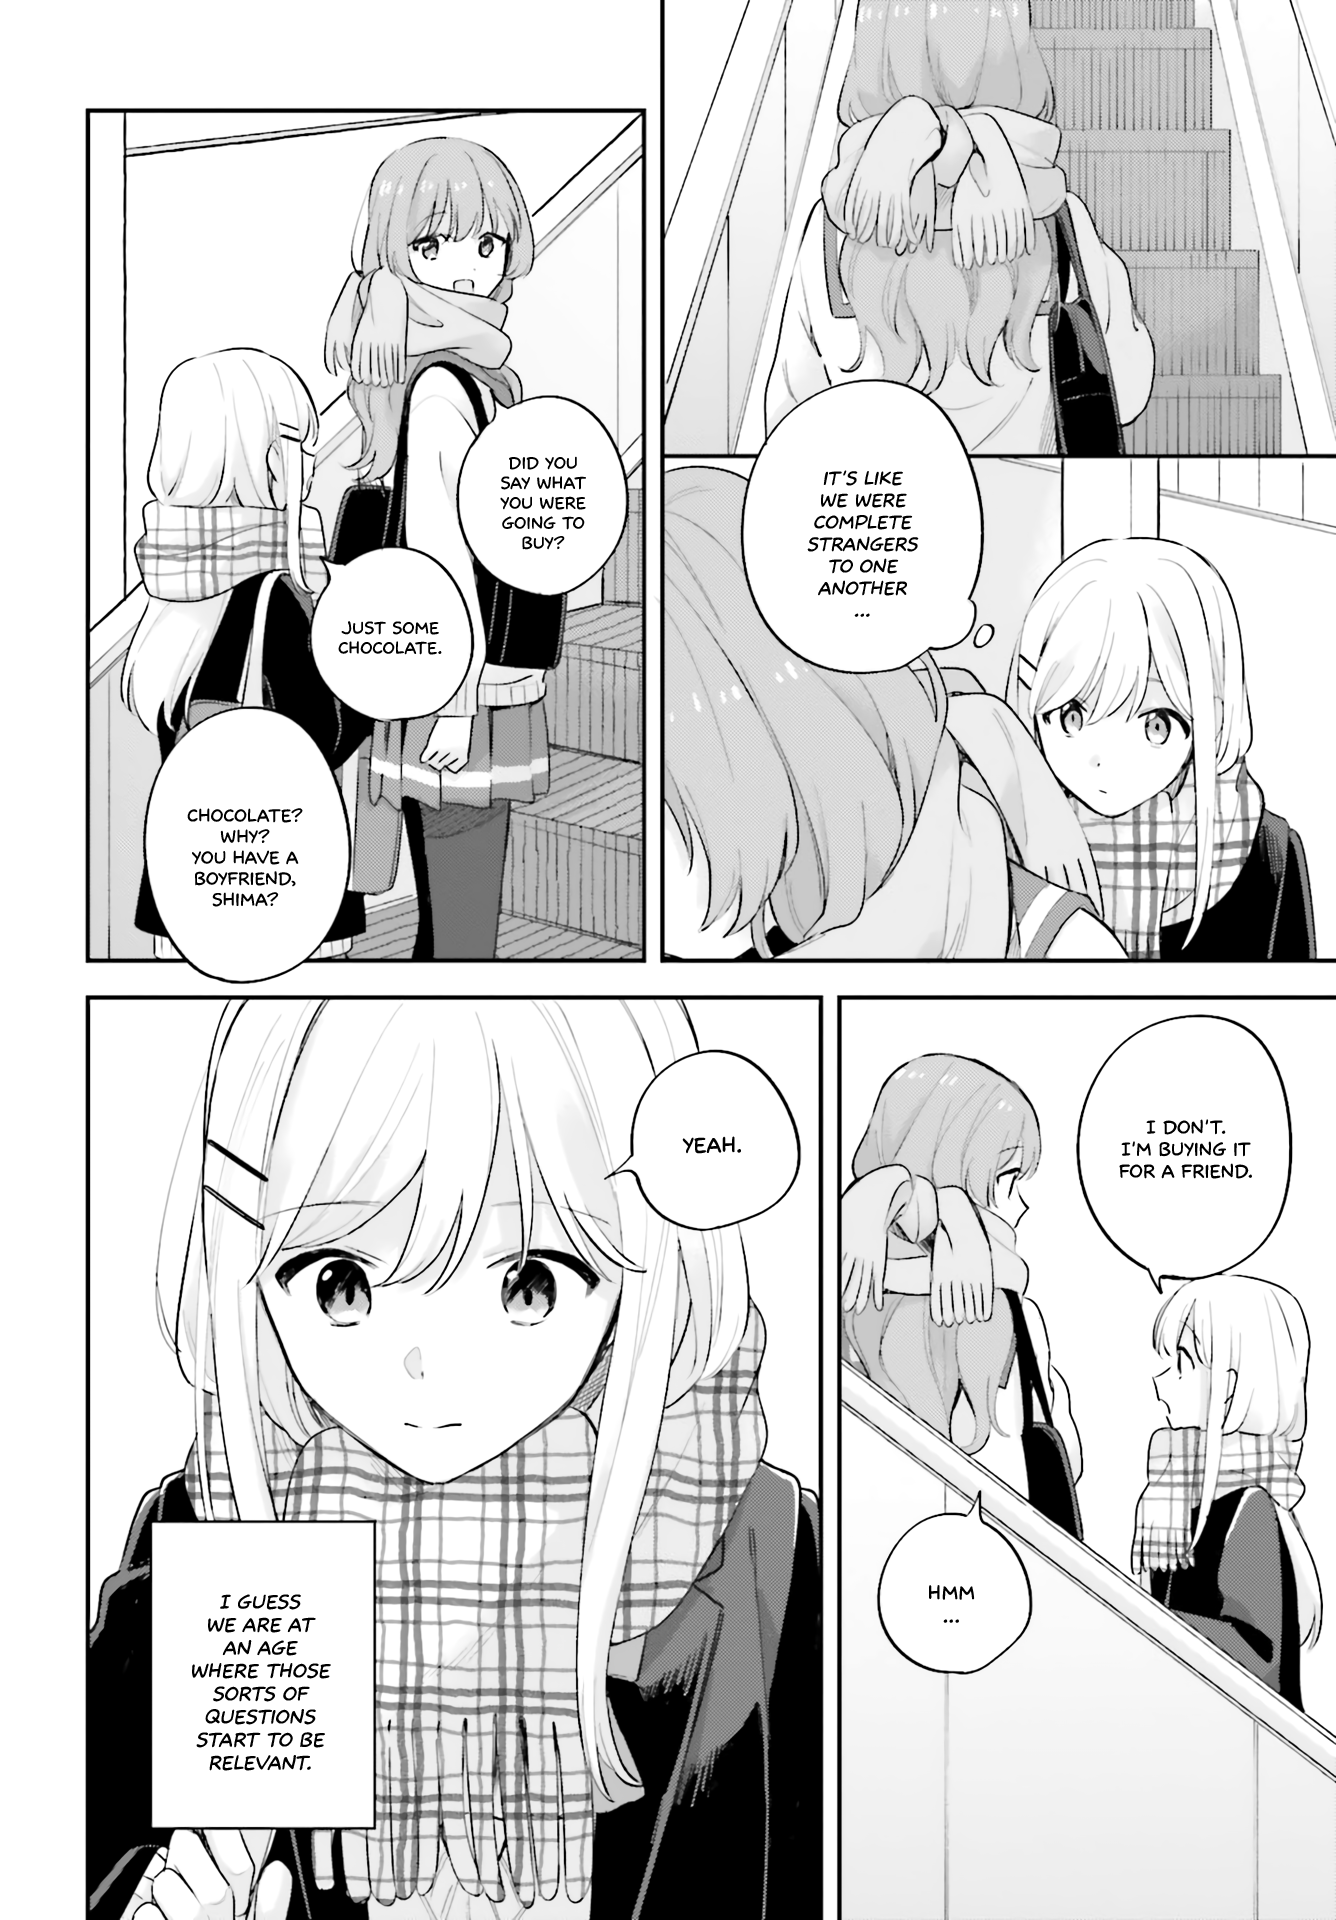 IT'S LIKE
WE WERE
COMPLETE
STRANGERS
TO ONE
ANOTHER
...
DID YOU
SAY WHAT
YOU WERE
GOING TO
BUY?
JUST SOME
CHOCOLATE.
CHOCOLATE?
WHY?
YOU HAVE A
BOYFRIEND,
SHIMA?
I DON'T.
I'M BUYING IT
FOR A FRIEND.
HMM
...
YEAH.
I GUESS
WE ARE AT
AN AGE
WHERE THOSE
SORTS OF
QUESTIONS
START TO BE
RELEVANT.